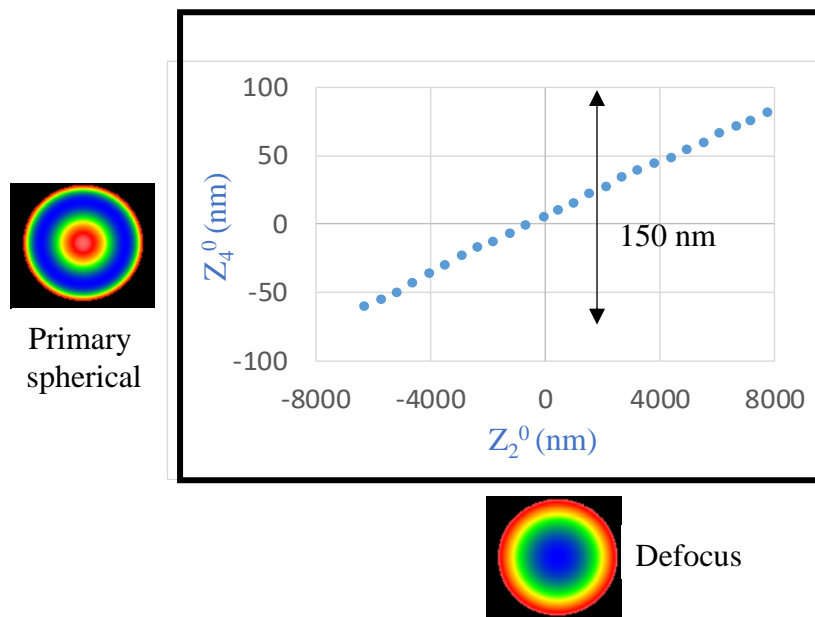 100
50
0
-50
-100
Z₄⁰ (nm)
150 nm
-8000 -4000 0 4000 8000
Z₂⁰ (nm)
Primary
spherical
Defocus